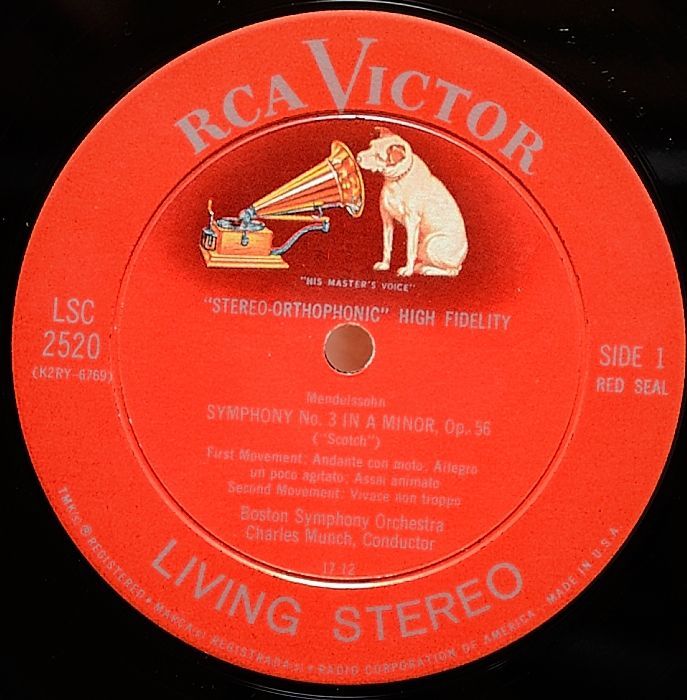 RCA VICTOR
"HIS MASTER'S VOICE"
"STEREO-ORTHOPHONIC" HIGH FIDELITY
LSC
2520
(K2RY-6769)
SIDE 1
RED SEAL
Mendelssohn
SYMPHONY No. 3 IN A MINOR, Op. 56
("Scotch")
First Movement: Andante con moto; Allegro
un poco agitato; Assai animato
Second Movement: Vivace non troppo
Boston Symphony Orchestra
Charles Munch, Conductor
17 12
LIVING STEREO
TMK(s) ® REGISTERED • MARCA(s) REGISTRADA(s) • RADIO CORPORATION OF AMERICA - MADE IN U.S.A.